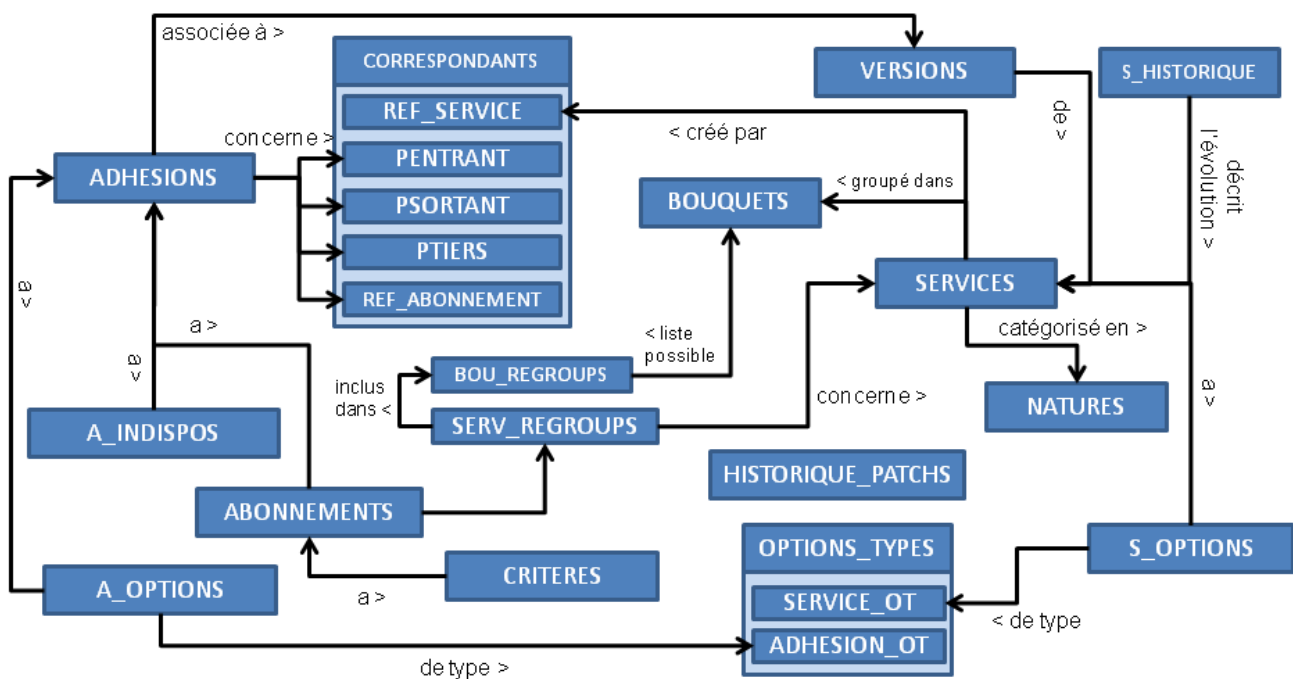 associée à >
CORRESPONDANTS
VERSIONS
S_HISTORIQUE
REF_SERVICE
< créé par
de >
concerne >
PENTRANT
ADHESIONS
PSORTANT
BOUQUETS
< groupé dans
décrit
l'évolution >
PTIERS
REF_ABONNEMENT
SERVICES
a >
a >
a >
< liste
possible
catégorisé en >
BOU_REGROUPS
inclus
dans <
SERV_REGROUPS
concerne >
NATURES
a >
A_INDISPOS
HISTORIQUE_PATCHS
ABONNEMENTS
OPTIONS_TYPES
S_OPTIONS
CRITERES
A_OPTIONS
a >
SERVICE_OT
< de type
ADHESION_OT
de type >